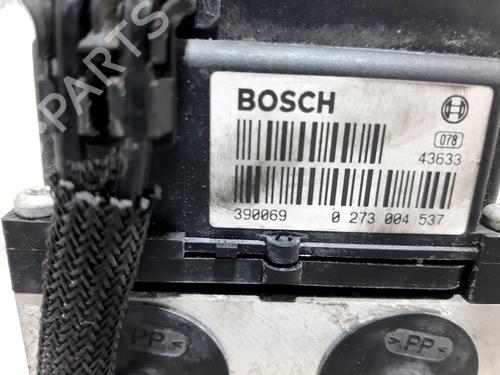 PARTS
BOSCH
078
43633
390069 0 273 004 537
>PP<
>PP<